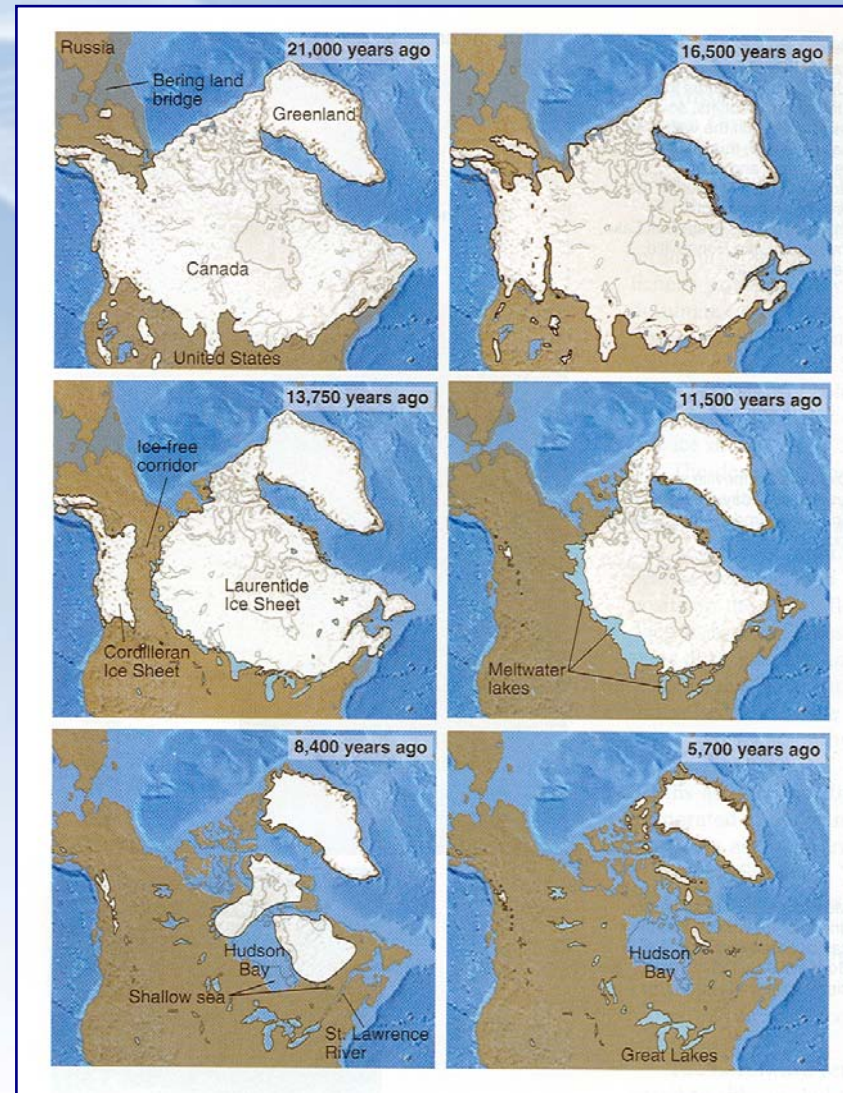 21,000 years ago
Russia
Bering land
bridge
Greenland
Canada
United States
16,500 years ago
13,750 years ago
Ice-free
corridor
Laurentide
Ice Sheet
Cordilleran
Ice Sheet
11,500 years ago
Meltwater
lakes
8,400 years ago
Hudson
Bay
Shallow sea
St. Lawrence
River
5,700 years ago
Hudson
Bay
Great Lakes